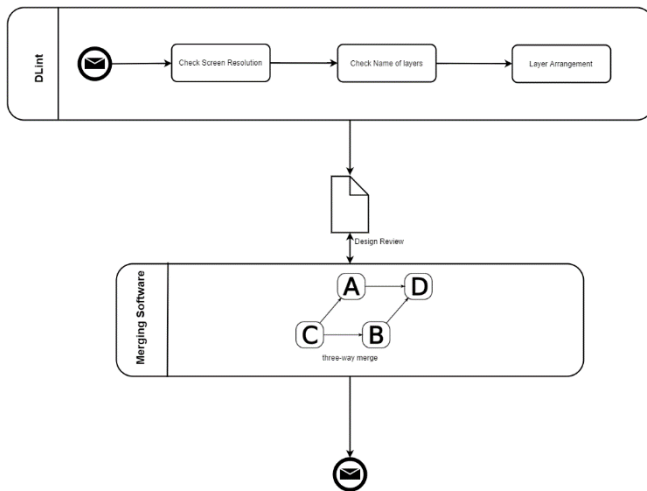 DLint
Check Screen Resolution
Check Name of layers
Layer Arrangement
Design Review
Merging Software
A
D
C
B
three-way merge